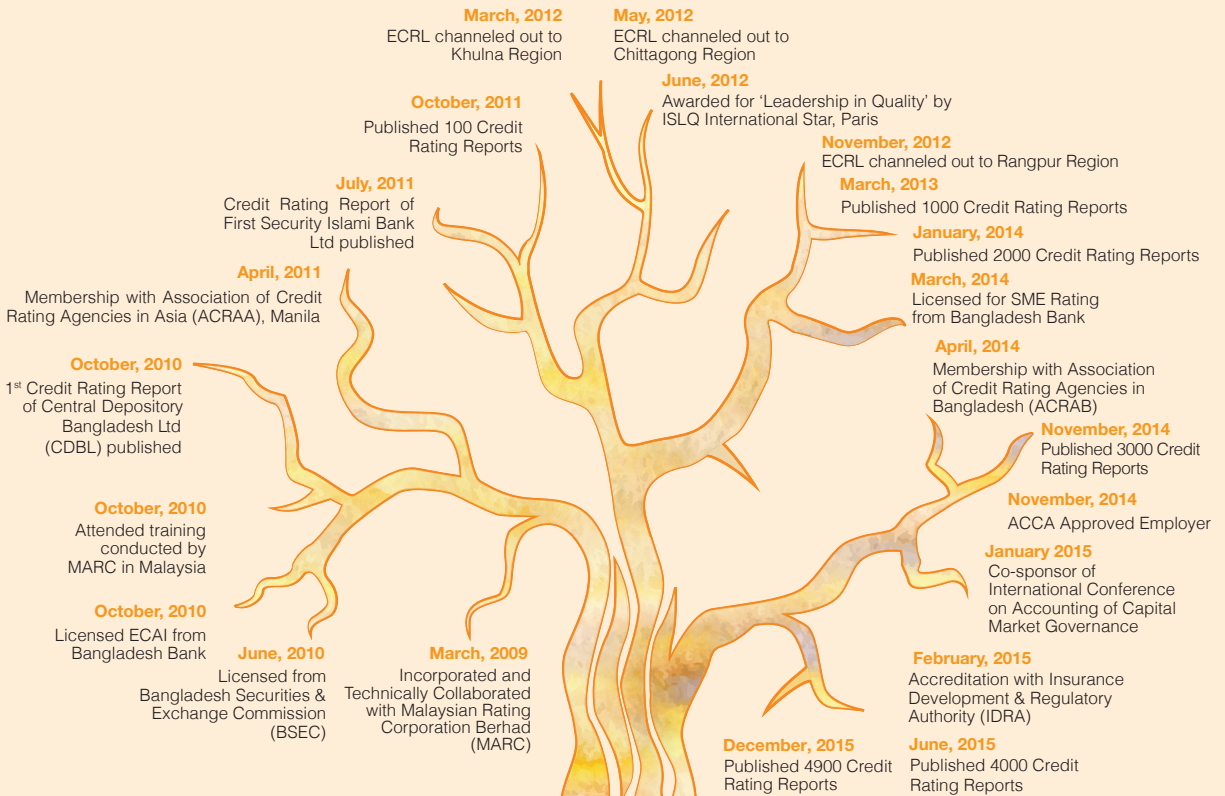 March, 2012
ECRL channeled out to
Khulna Region
May, 2012
ECRL channeled out to
Chittagong Region
June, 2012
Awarded for ‘Leadership in Quality’ by
ISLQ International Star, Paris
October, 2011
Published 100 Credit
Rating Reports
November, 2012
ECRL channeled out to Rangpur Region
July, 2011
Credit Rating Report of
First Security Islami Bank
Ltd published
March, 2013
Published 1000 Credit Rating Reports
January, 2014
Published 2000 Credit Rating Reports
April, 2011
Membership with Association of Credit
Rating Agencies in Asia (ACRAA), Manila
March, 2014
Licensed for SME Rating
from Bangladesh Bank
April, 2014
Membership with Association
of Credit Rating Agencies in
Bangladesh (ACRAB)
October, 2010
1st Credit Rating Report
of Central Depository
Bangladesh Ltd
(CDBL) published
November, 2014
Published 3000 Credit
Rating Reports
October, 2010
Attended training
conducted by
MARC in Malaysia
November, 2014
ACCA Approved Employer
January 2015
Co-sponsor of
International Conference
on Accounting of Capital
Market Governance
October, 2010
Licensed ECAI from
Bangladesh Bank
June, 2010
Licensed from
Bangladesh Securities &
Exchange Commission
(BSEC)
March, 2009
Incorporated and
Technically Collaborated
with Malaysian Rating
Corporation Berhad
(MARC)
February, 2015
Accreditation with Insurance
Development & Regulatory
Authority (IDRA)
December, 2015
Published 4900 Credit
Rating Reports
June, 2015
Published 4000 Credit
Rating Reports